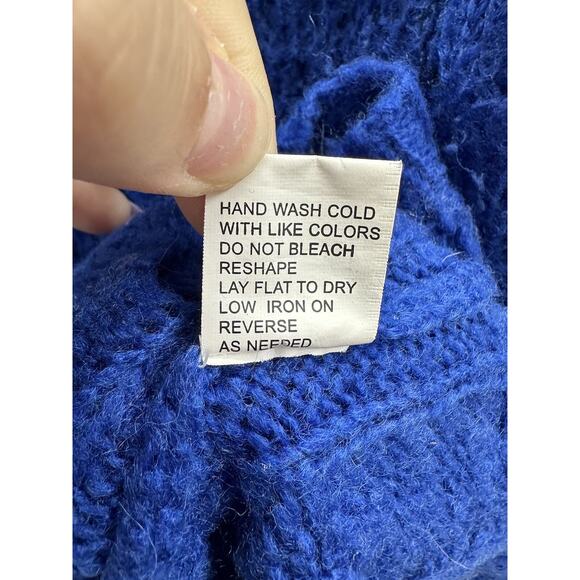 HAND WASH COLD
WITH LIKE COLORS
DO NOT BLEACH
RESHAPE
LAY FLAT TO DRY
LOW IRON ON
REVERSE
AS NEEDED